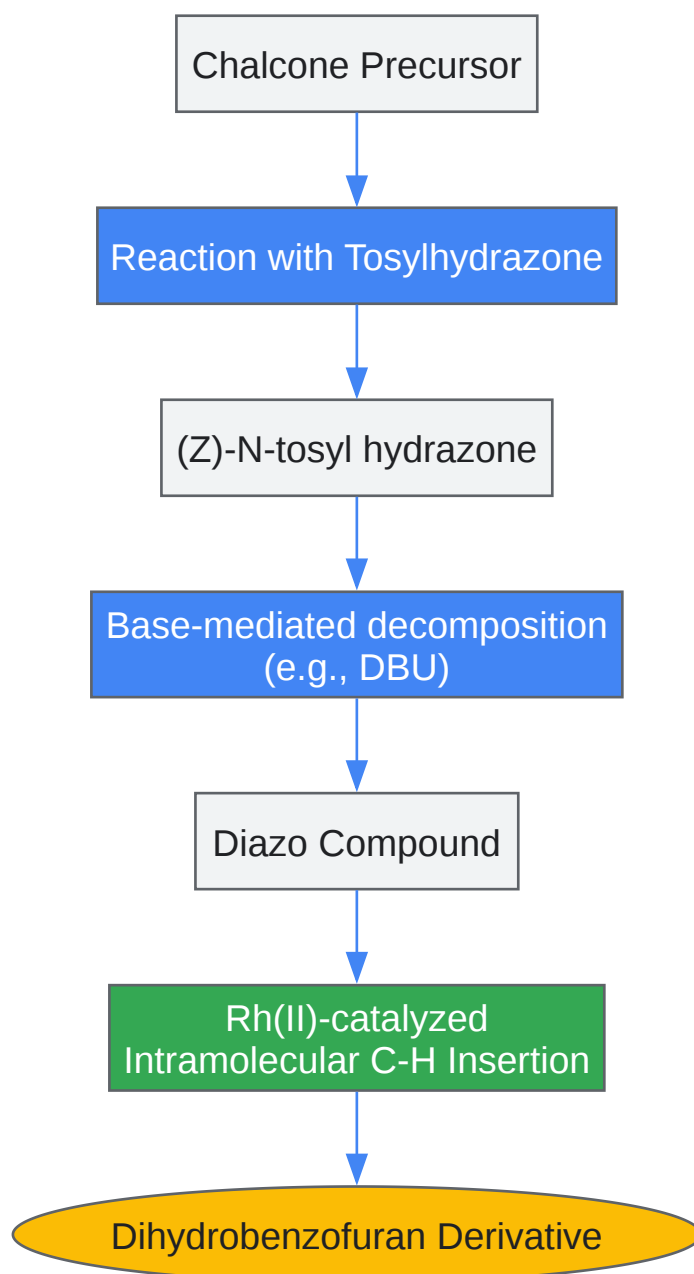 Chalcone Precursor
Reaction with Tosylhydrazone
(Z)-N-tosyl hydrazone
Base-mediated decomposition
(e.g., DBU)
Diazo Compound
Rh(II)-catalyzed
Intramolecular C-H Insertion
Dihydrobenzofuran Derivative